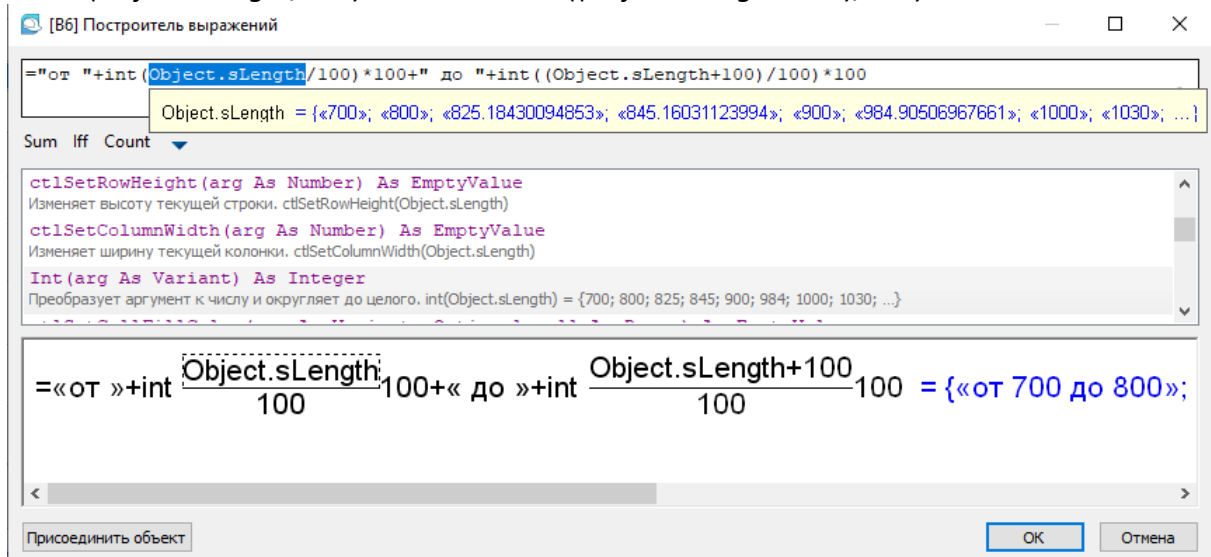 [B6] Построитель выражений
="от "+int(Object.sLength/100)*100+" до "+int((Object.sLength+100)/100)*100
Object.sLength = {«700»; «800»; «825.18430094853»; «845.16031123994»; «900»; «984.90506967661»; «1000»; «1030»; ...}
Sum Iff Count
ctlSetRowHeight(arg As Number) As EmptyValue
Изменяет высоту текущей строки. ctlSetRowHeight(Object.sLength)
ctlSetColumnWidth(arg As Number) As EmptyValue
Изменяет ширину текущей колонки. ctlSetColumnWidth(Object.sLength)
Int(arg As Variant) As Integer
Преобразует аргумент к числу и округляет до целого. int(Object.sLength) = {700; 800; 825; 845; 900; 984; 1000; 1030; ...}
=«от »+int Object.sLength/100 100+« до »+int Object.sLength+100/100 100 = {«от 700 до 800»;
Присоединить объект
ОК
Отмена